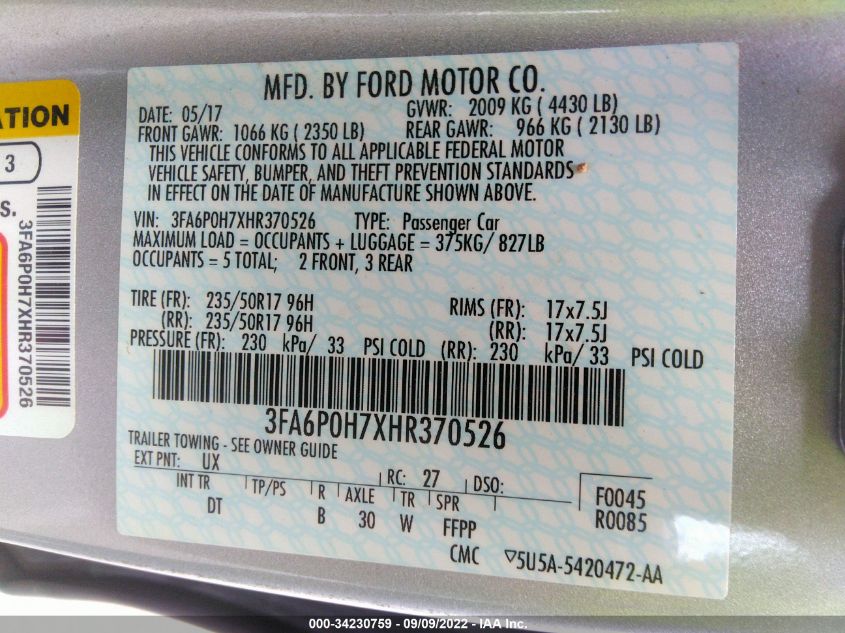 ATION
3
S.
3FA6P0H7XHR370526
MFD. BY FORD MOTOR CO.
DATE: 05/17 GVWR: 2009 KG ( 4430 LB)
FRONT GAWR: 1066 KG ( 2350 LB) REAR GAWR: 966 KG ( 2130 LB)
THIS VEHICLE CONFORMS TO ALL APPLICABLE FEDERAL MOTOR
VEHICLE SAFETY, BUMPER, AND THEFT PREVENTION STANDARDS
IN EFFECT ON THE DATE OF MANUFACTURE SHOWN ABOVE.
VIN: 3FA6P0H7XHR370526 TYPE: Passenger Car
MAXIMUM LOAD = OCCUPANTS + LUGGAGE = 375KG/ 827LB
OCCUPANTS = 5 TOTAL; 2 FRONT, 3 REAR
TIRE (FR): 235/50R17 96H RIMS (FR): 17x7.5J
(RR): 235/50R17 96H (RR): 17x7.5J
PRESSURE (FR): 230 kPa/ 33 PSI COLD (RR): 230 kPa/ 33 PSI COLD
3FA6P0H7XHR370526
TRAILER TOWING - SEE OWNER GUIDE
EXT PNT: UX RC: 27 DSO:
INT TR TP/PS R AXLE TR SPR F0045
DT B 30 W FFPP R0085
CMC ▽5U5A-5420472-AA
000-34230759 - 09/09/2022 - IAA Inc.